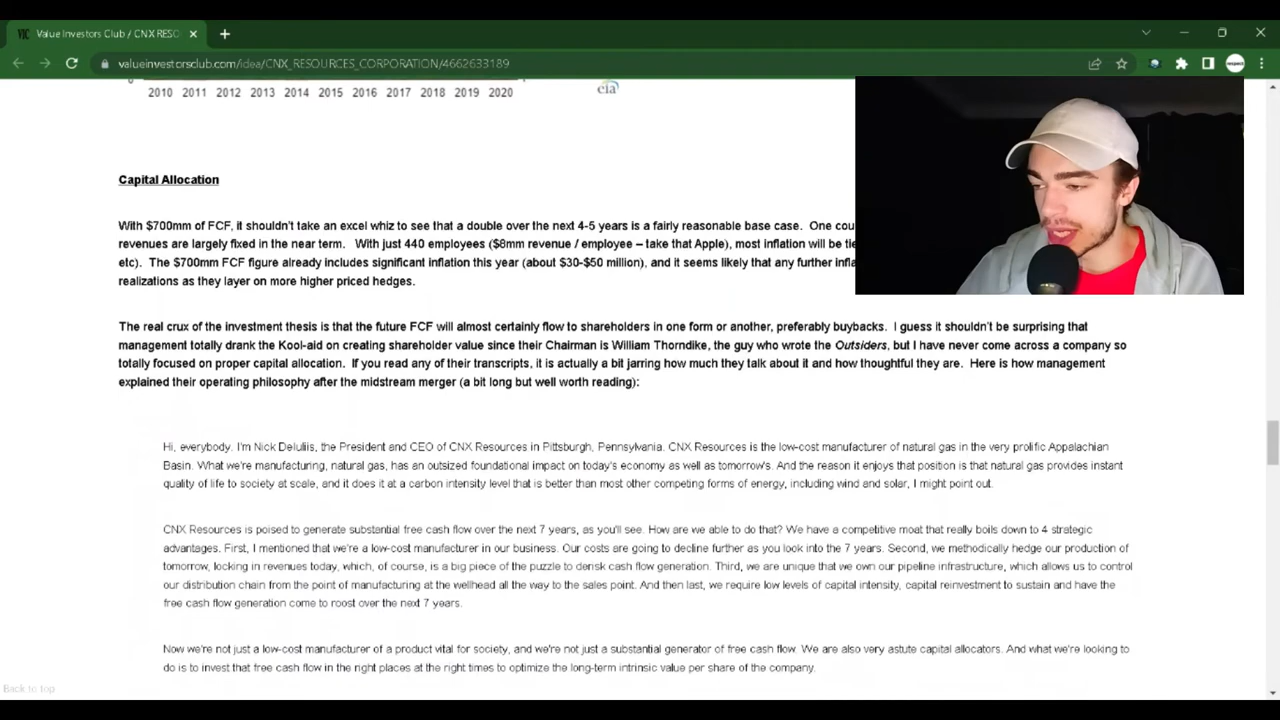 VIC Value Investors Club / CNX RESO
valueinvestorsclub.com/idea/CNX_RESOURCES_CORPORATION/4662633189
respect
0
2010 2011 2012 2013 2014 2015 2016 2017 2018 2019 2020
eia
Capital Allocation
With $700mm of FCF, it shouldn't take an excel whiz to see that a double over the next 4-5 years is a fairly reasonable base case. One cou
revenues are largely fixed in the near term. With just 440 employees ($8mm revenue / employee – take that Apple), most inflation will be tie
etc). The $700mm FCF figure already includes significant inflation this year (about $30-$50 million), and it seems likely that any further infla
realizations as they layer on more higher priced hedges.
The real crux of the investment thesis is that the future FCF will almost certainly flow to shareholders in one form or another, preferably buybacks. I guess it shouldn't be surprising that
management totally drank the Kool-aid on creating shareholder value since their Chairman is William Thorndike, the guy who wrote the Outsiders, but I have never come across a company so
totally focused on proper capital allocation. If you read any of their transcripts, it is actually a bit jarring how much they talk about it and how thoughtful they are. Here is how management
explained their operating philosophy after the midstream merger (a bit long but well worth reading):
Hi, everybody. I'm Nick DeIuliis, the President and CEO of CNX Resources in Pittsburgh, Pennsylvania. CNX Resources is the low-cost manufacturer of natural gas in the very prolific Appalachian
Basin. What we're manufacturing, natural gas, has an outsized foundational impact on today's economy as well as tomorrow's. And the reason it enjoys that position is that natural gas provides instant
quality of life to society at scale, and it does it at a carbon intensity level that is better than most other competing forms of energy, including wind and solar, I might point out.
CNX Resources is poised to generate substantial free cash flow over the next 7 years, as you'll see. How are we able to do that? We have a competitive moat that really boils down to 4 strategic
advantages. First, I mentioned that we're a low-cost manufacturer in our business. Our costs are going to decline further as you look into the 7 years. Second, we methodically hedge our production of
tomorrow, locking in revenues today, which, of course, is a big piece of the puzzle to derisk cash flow generation. Third, we are unique that we own our pipeline infrastructure, which allows us to control
our distribution chain from the point of manufacturing at the wellhead all the way to the sales point. And then last, we require low levels of capital intensity, capital reinvestment to sustain and have the
free cash flow generation come to roost over the next 7 years.
Now we're not just a low-cost manufacturer of a product vital for society, and we're not just a substantial generator of free cash flow. We are also very astute capital allocators. And what we're looking to
do is to invest that free cash flow in the right places at the right times to optimize the long-term intrinsic value per share of the company.
Back to top